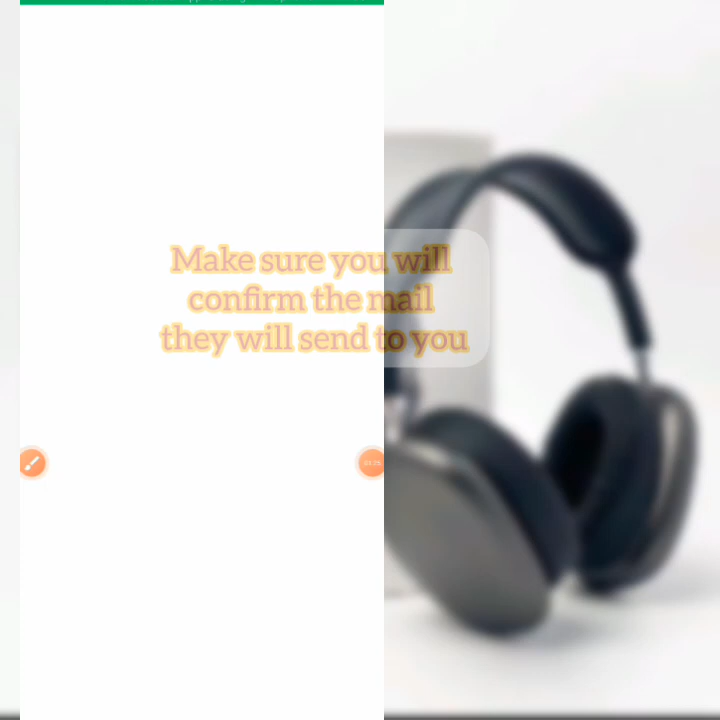 Make sure you will
confirm the mail
they will send to you